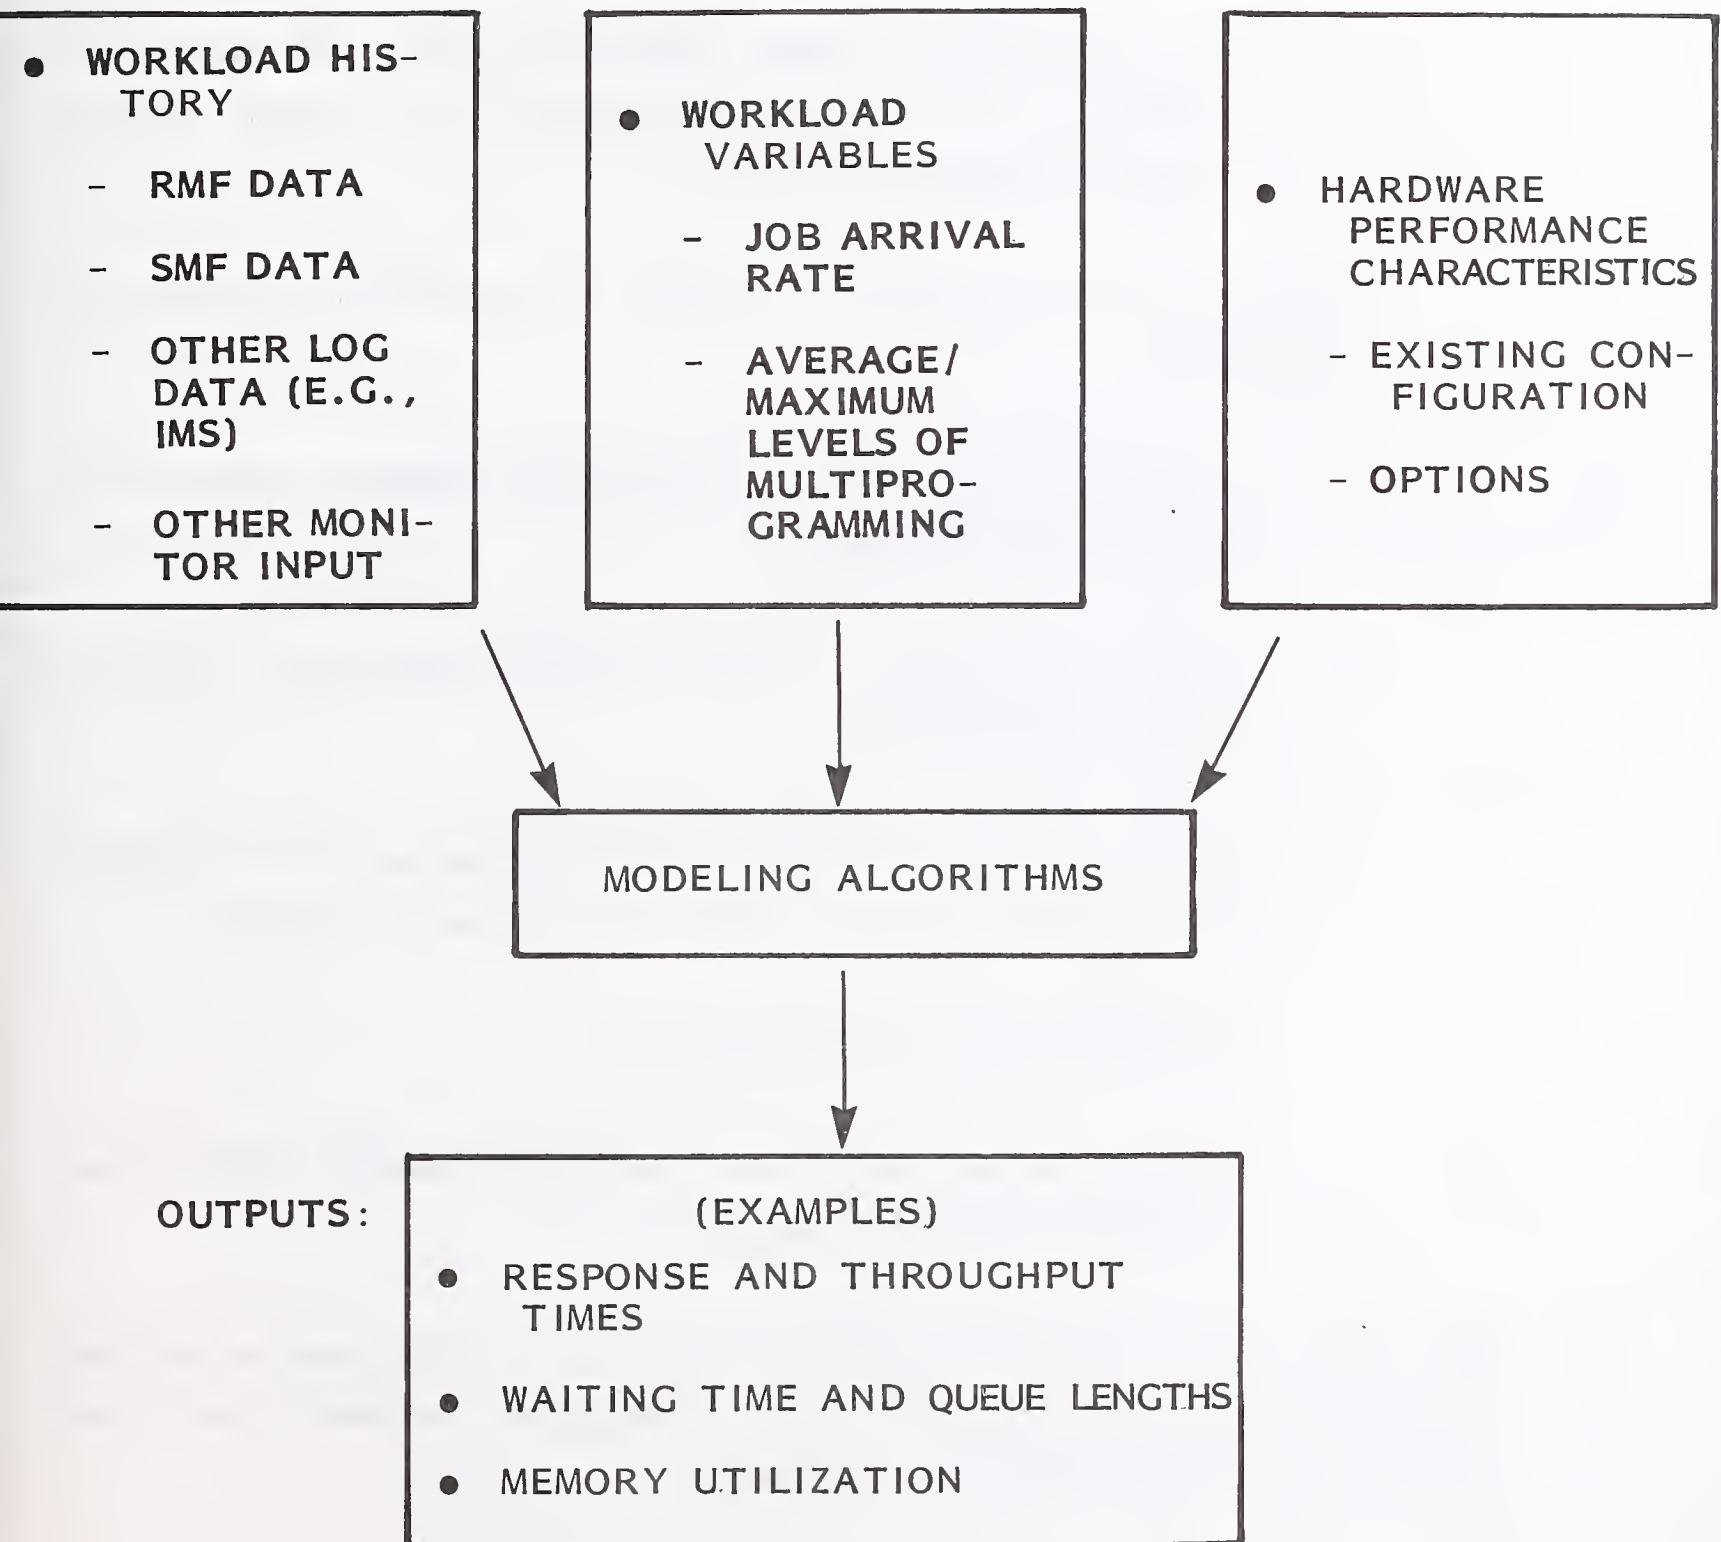 ● WORKLOAD HIS-
TORY
- RMF DATA
- SMF DATA
- OTHER LOG
DATA (E.G.,
IMS)
- OTHER MONI-
TOR INPUT
● WORKLOAD
VARIABLES
- JOB ARRIVAL
RATE
- AVERAGE/
MAXIMUM
LEVELS OF
MULTIPRO-
GRAMMING
● HARDWARE
PERFORMANCE
CHARACTERISTICS
- EXISTING CON-
FIGURATION
- OPTIONS
MODELING ALGORITHMS
OUTPUTS:
(EXAMPLES)
● RESPONSE AND THROUGHPUT
TIMES
● WAITING TIME AND QUEUE LENGTHS
● MEMORY UTILIZATION